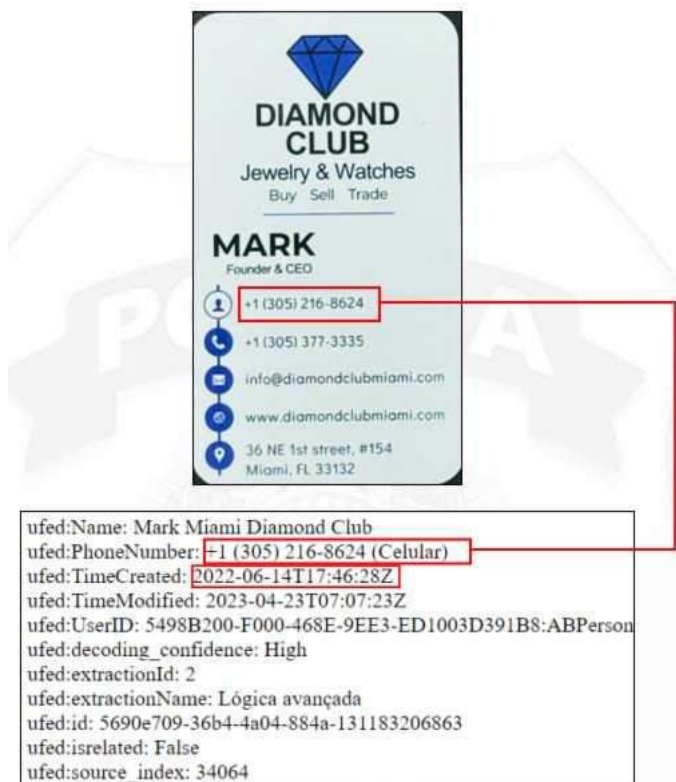 DIAMOND
CLUB
Jewelry & Watches
Buy Sell Trade
MARK
Founder & CEO
+1 (305) 216-8624
+1 (305) 377-3335
info@diamondclubmiami.com
www.diamondclubmiami.com
36 NE 1st street, #154
Miami, FL 33132
ufed:Name: Mark Miami Diamond Club
ufed:PhoneNumber: +1 (305) 216-8624 (Celular)
ufed:TimeCreated: 2022-06-14T17:46:28Z
ufed:TimeModified: 2023-04-23T07:07:23Z
ufed:UserID: 5498B200-F000-468E-9EE3-ED1003D391B8:ABPerson
ufed:decoding_confidence: High
ufed:extractionId: 2
ufed:extractionName: Lógica avançada
ufed:id: 5690e709-36b4-4a04-884a-131183206863
ufed:isrelated: False
ufed:source_index: 34064